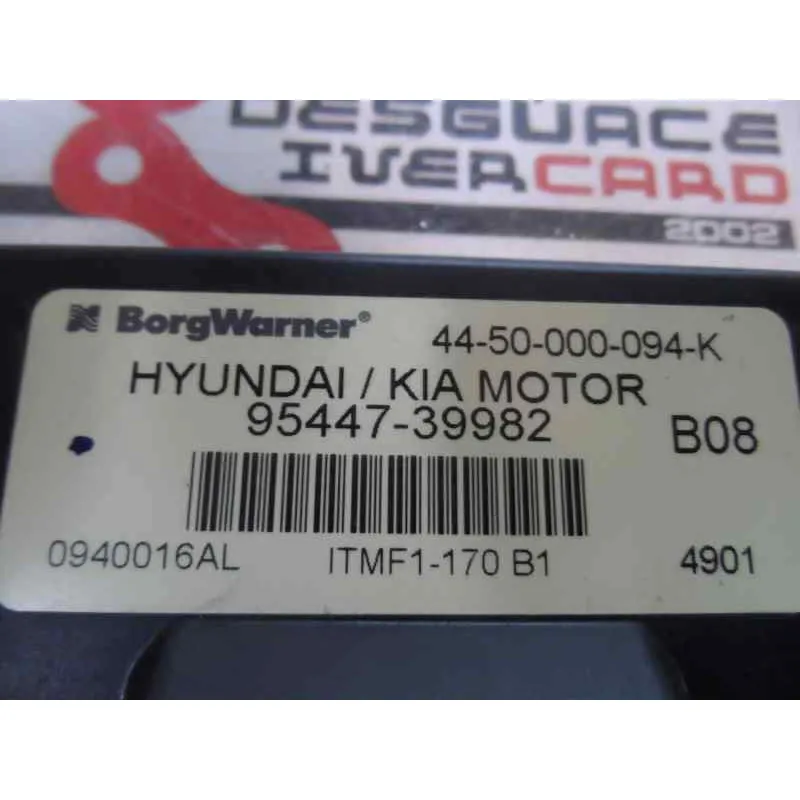 DESGUACE
IVERCARD
2002
BorgWarner®
44-50-000-094-K
HYUNDAI / KIA MOTOR
95447-39982
B08
0940016AL
ITMF1-170 B1
4901